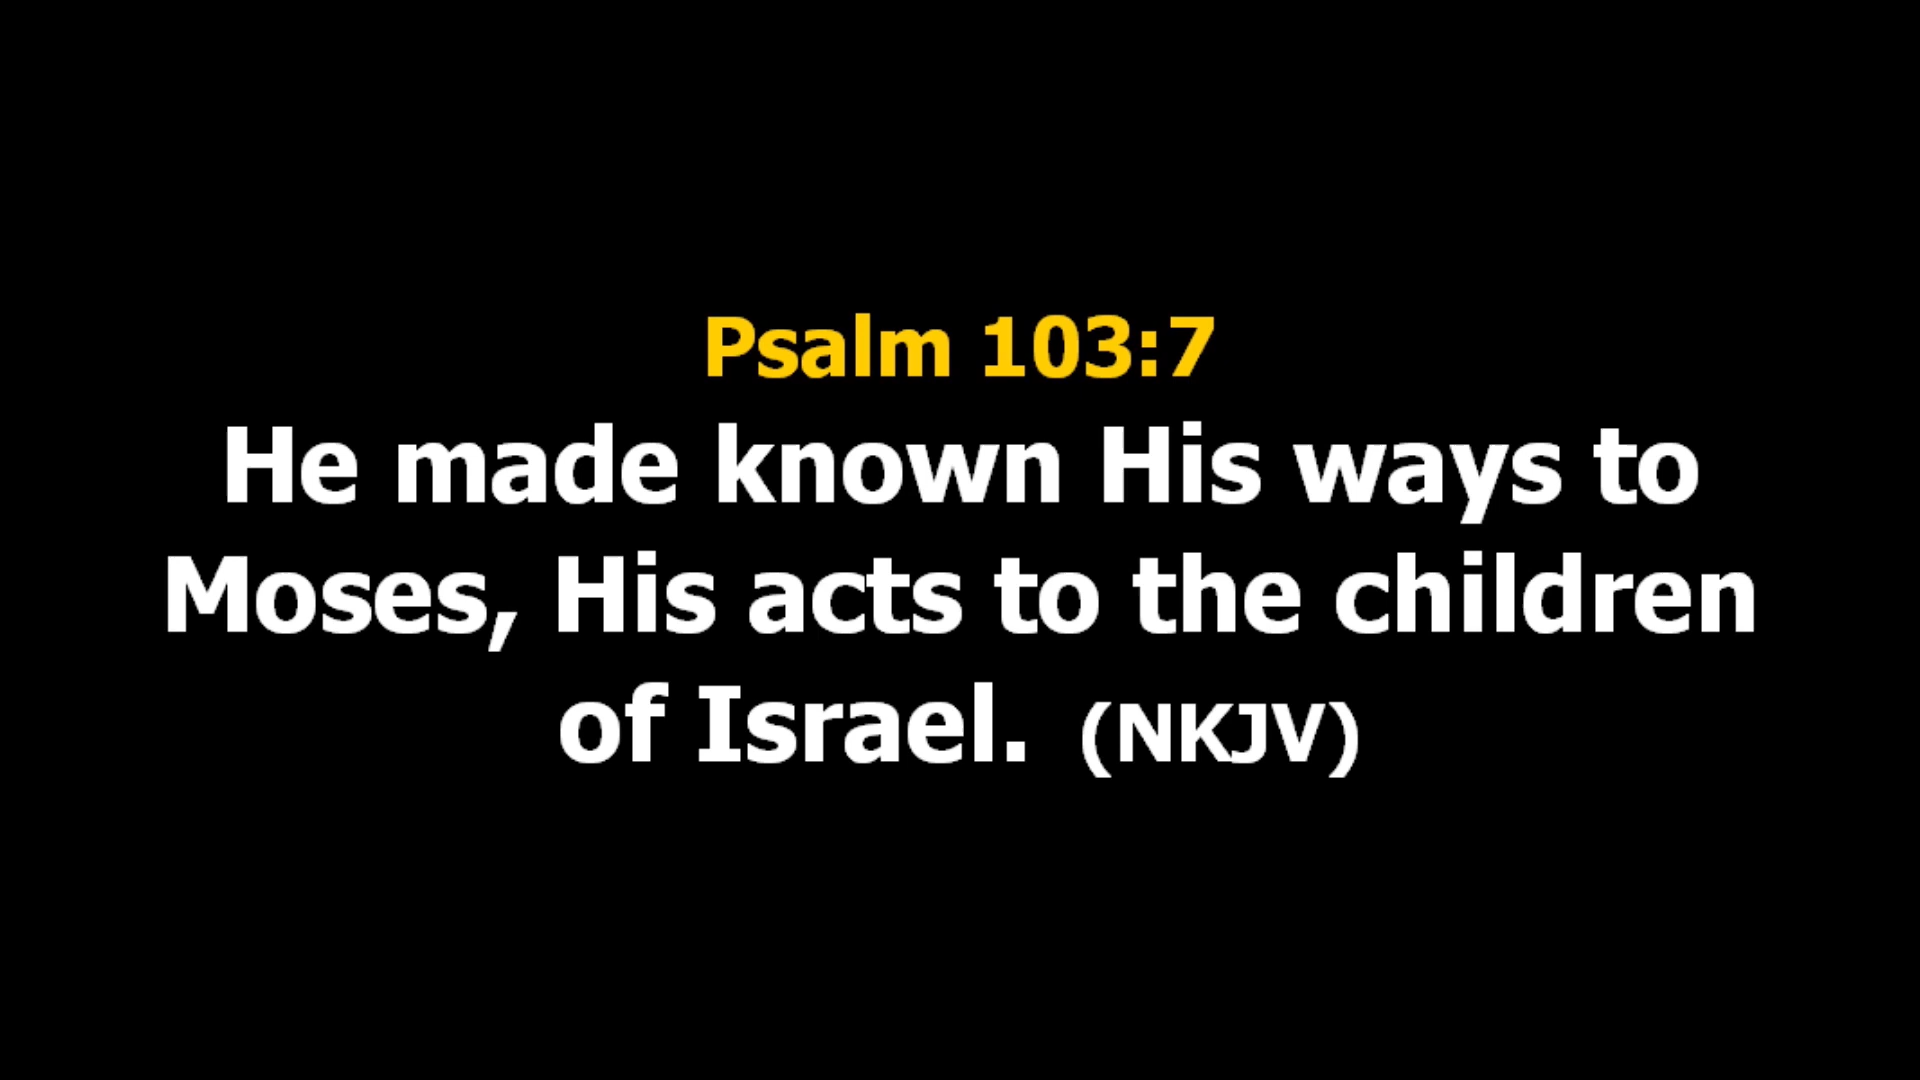 Psalm 103:7
He made known His ways to
Moses, His acts to the children
of Israel. (NKJV)